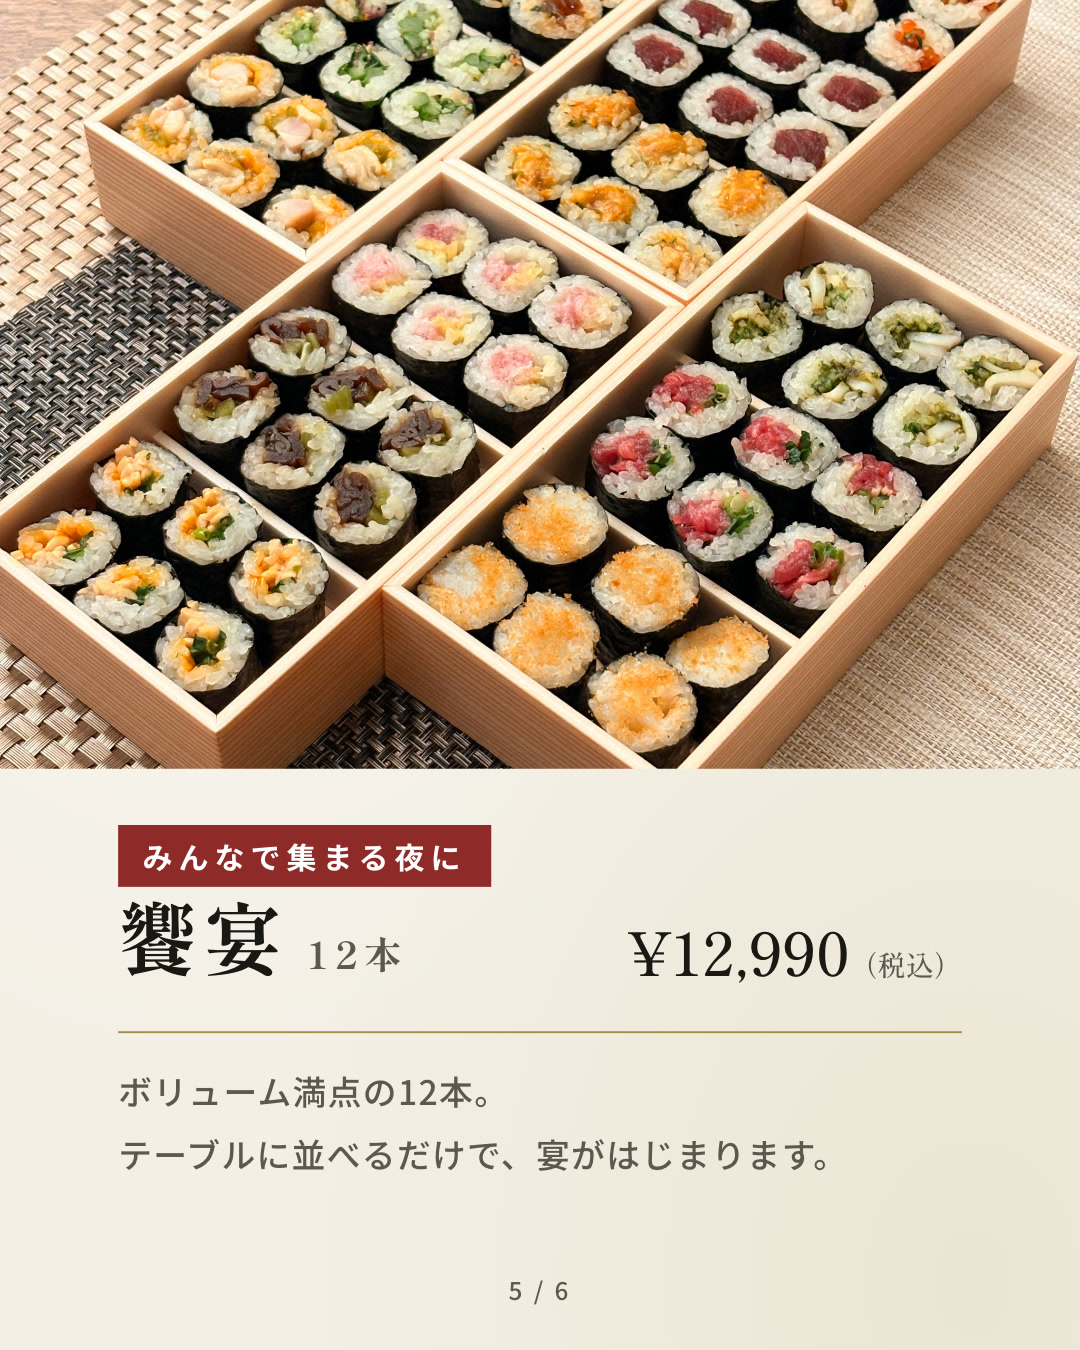 みんなで集まる夜に
饗宴 12本 ¥12,990 (税込)
ボリューム満点の12本。
テーブルに並べるだけで、宴がはじまります。
5 / 6